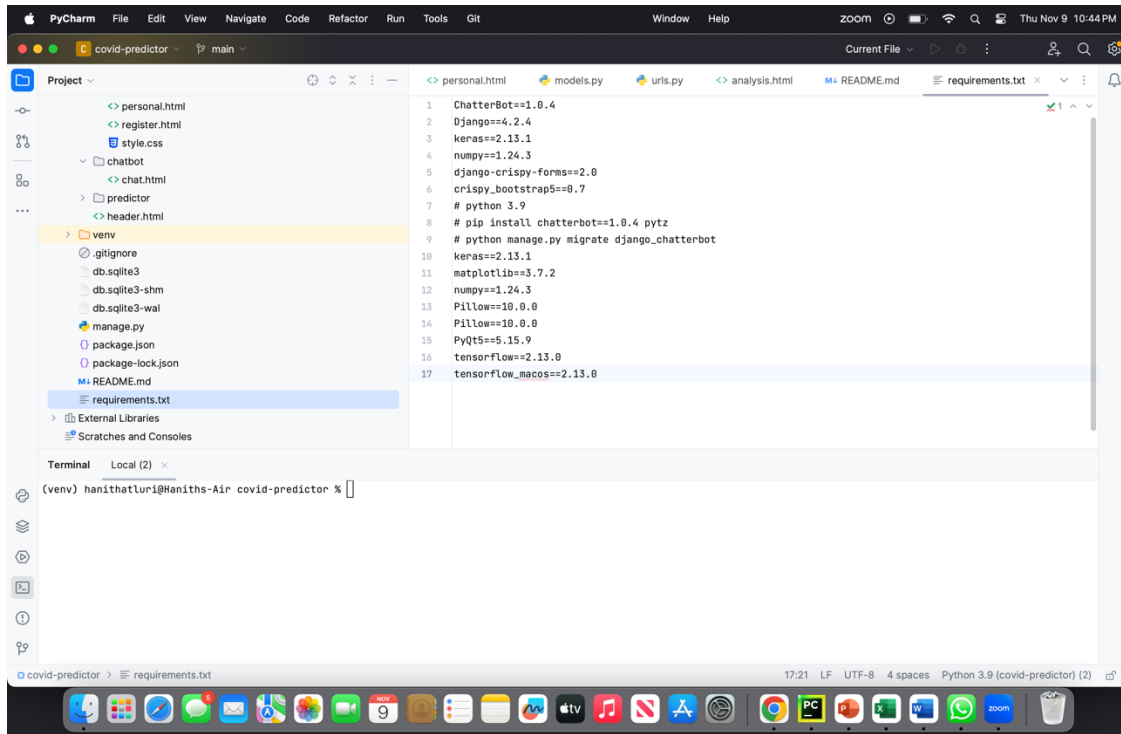 PyCharm File Edit View Navigate Code Refactor Run Tools Git Window Help zoom Thu Nov 9 10:44 PM
C covid-predictor main Current File
Project
<> personal.html models.py urls.py <> analysis.html M↓ README.md requirements.txt
<> personal.html
<> register.html
style.css
chatbot
<> chat.html
predictor
<> header.html
venv
.gitignore
db.sqlite3
db.sqlite3-shm
db.sqlite3-wal
manage.py
{} package.json
{} package-lock.json
M↓ README.md
requirements.txt
External Libraries
Scratches and Consoles
1 ChatterBot==1.0.4 1
2 Django==4.2.4
3 keras==2.13.1
4 numpy==1.24.3
5 django-crispy-forms==2.0
6 crispy_bootstrap5==0.7
7 # python 3.9
8 # pip install chatterbot==1.0.4 pytz
9 # python manage.py migrate django_chatterbot
10 keras==2.13.1
11 matplotlib==3.7.2
12 numpy==1.24.3
13 Pillow==10.0.0
14 Pillow==10.0.0
15 PyQt5==5.15.9
16 tensorflow==2.13.0
17 tensorflow_macos==2.13.0
Terminal Local (2)
(venv) hanithatluri@Haniths-Air covid-predictor %
covid-predictor > requirements.txt 17:21 LF UTF-8 4 spaces Python 3.9 (covid-predictor) (2)
5 NOV 9 tv PC P X W zoom